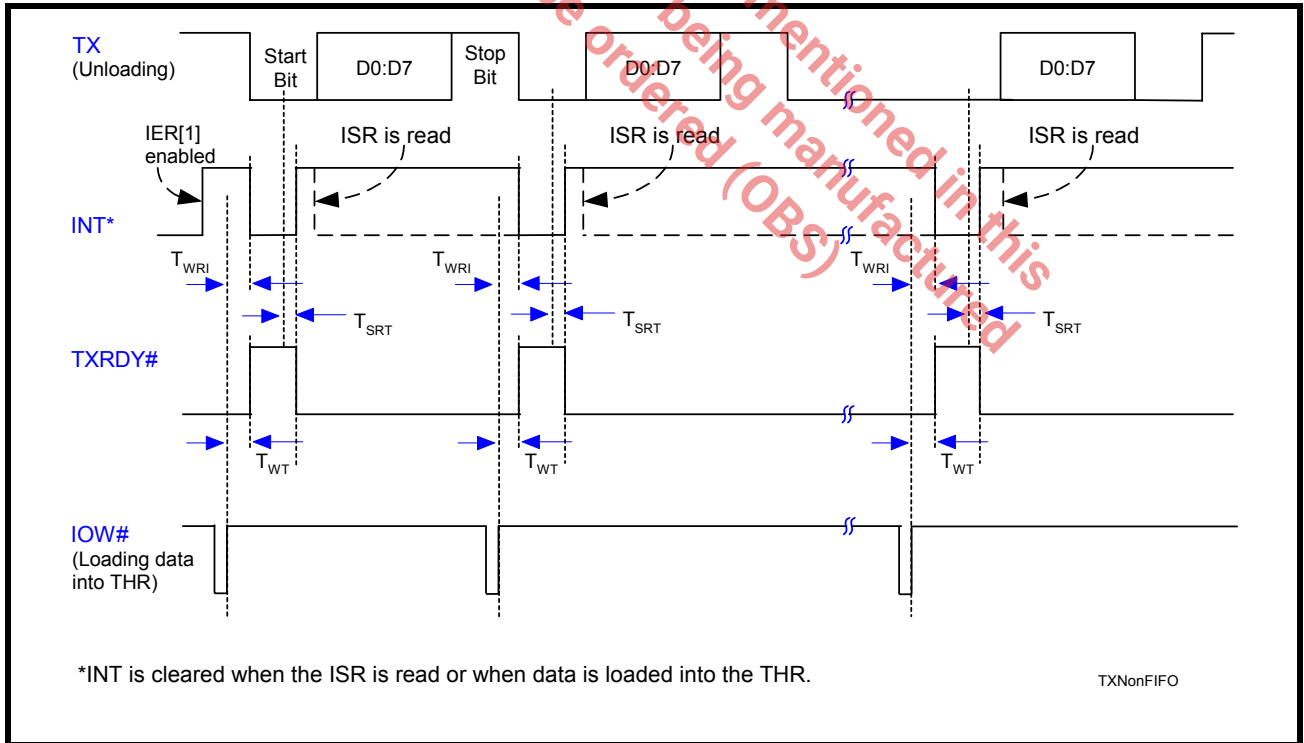 TX
(Unloading)
Start
Bit
D0:D7
Stop
Bit
D0:D7
D0:D7
IER[1]
enabled
ISR is read
ISR is read
ISR is read
INT*
TWRI
TWRI
TWRI
TSRT
TSRT
TSRT
TXRDY#
TWT
TWT
TWT
IOW#
(Loading data
into THR)
*INT is cleared when the ISR is read or when data is loaded into the THR.
TXNonFIFO
mentioned in this
being manufactured
be ordered (OBS)